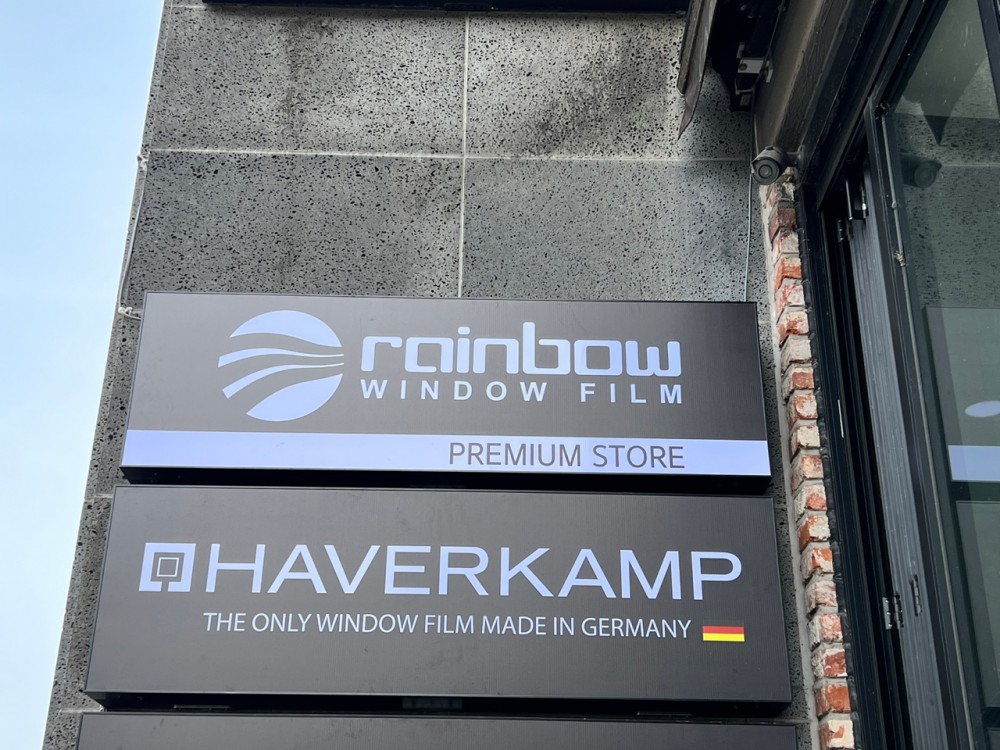 rainbow
WINDOW FILM
PREMIUM STORE
HAVERKAMP
THE ONLY WINDOW FILM MADE IN GERMANY